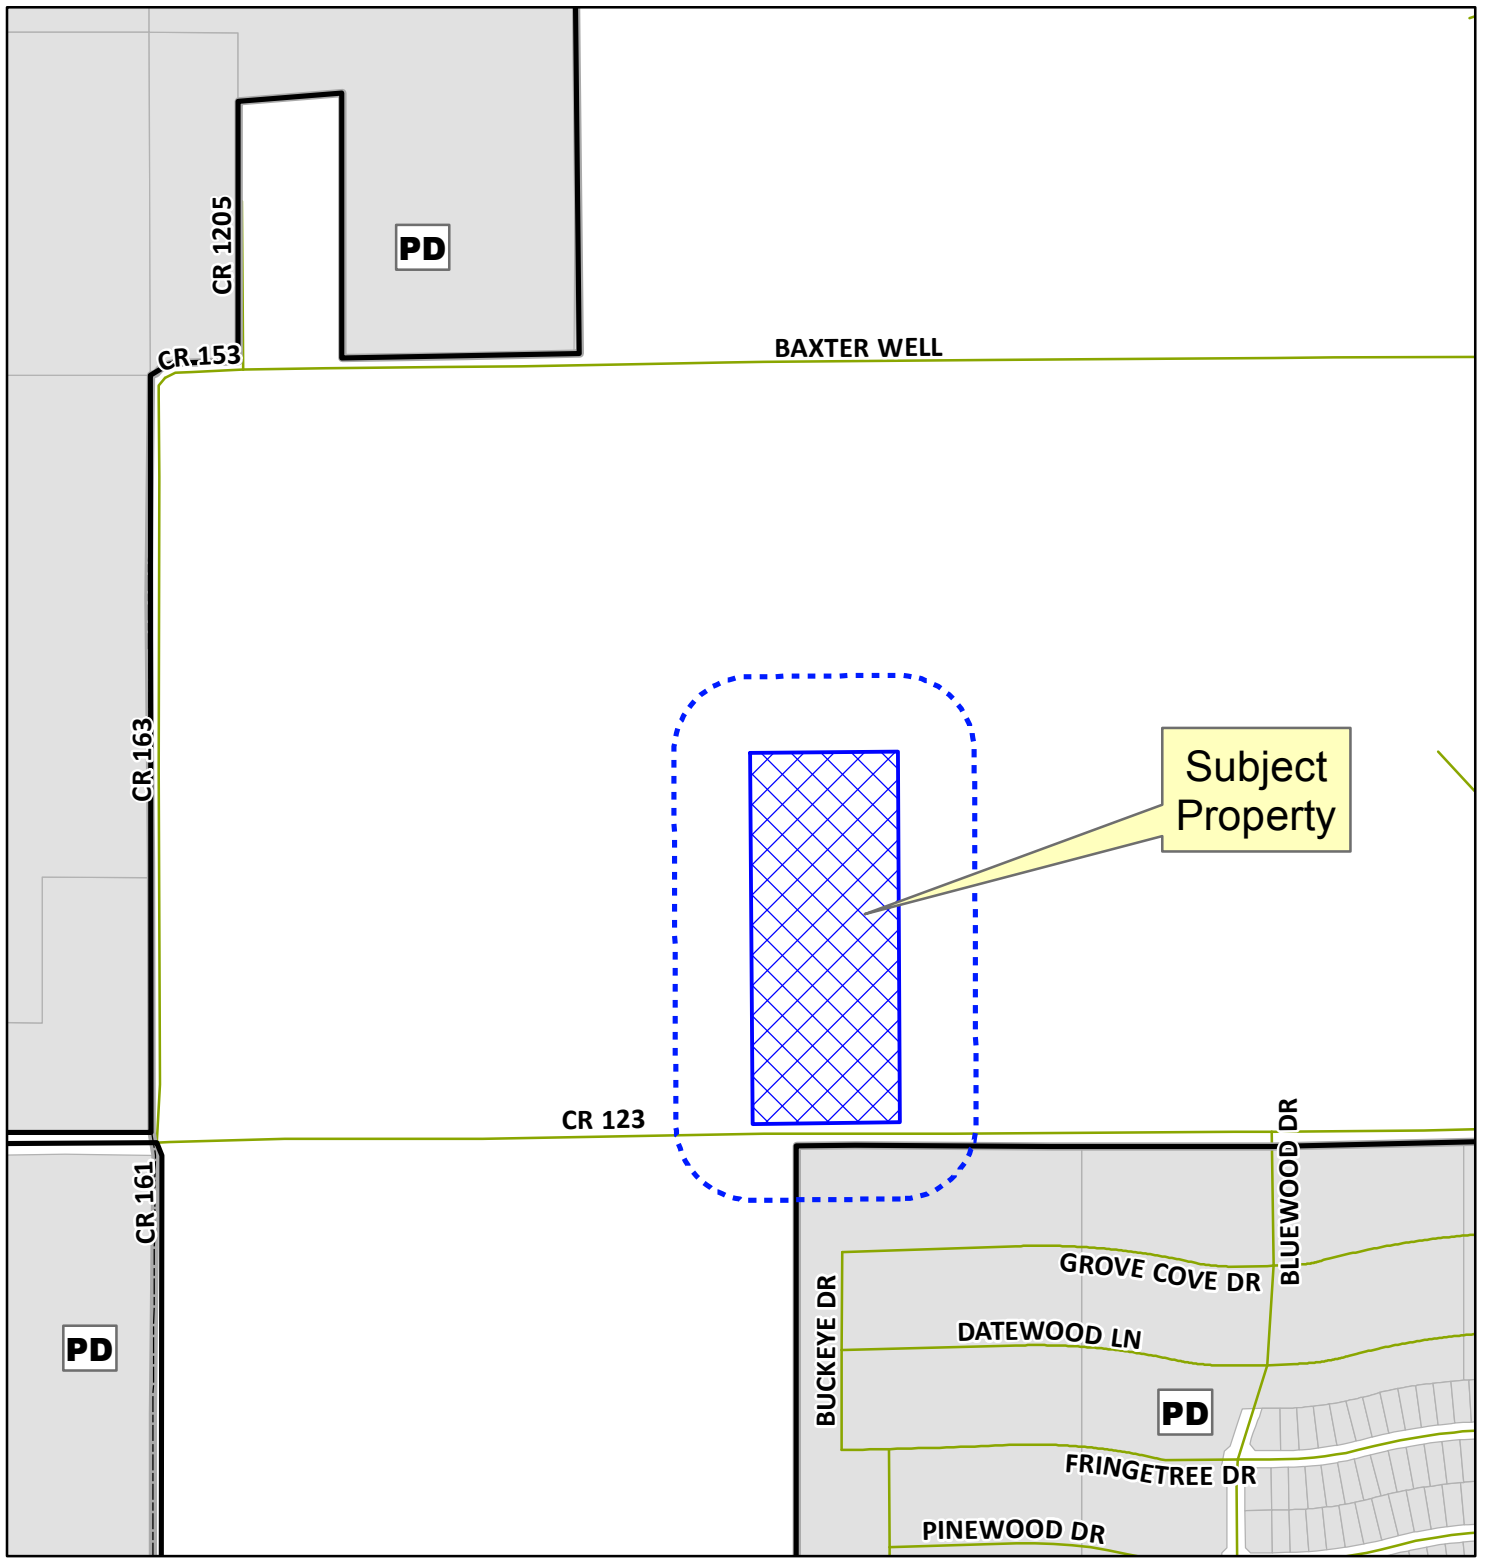 CR 1205
PD
CR 153
BAXTER WELL
CR 163
Subject
Property
CR 123
BLUEWOOD DR
CR 161
GROVE COVE DR
BUCKEYE DR
DATEWOOD LN
PD
PD
FRINGETREE DR
PINEWOOD DR